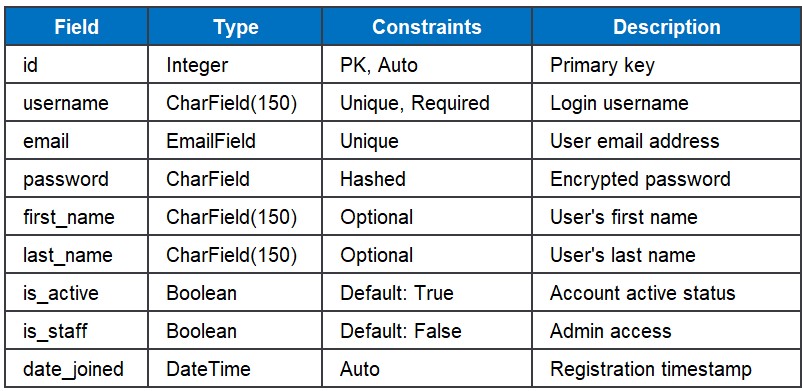 Field Type Constraints Description
id Integer PK, Auto Primary key
username CharField(150) Unique, Required Login username
email EmailField Unique User email address
password CharField Hashed Encrypted password
first_name CharField(150) Optional User's first name
last_name CharField(150) Optional User's last name
is_active Boolean Default: True Account active status
is_staff Boolean Default: False Admin access
date_joined DateTime Auto Registration timestamp